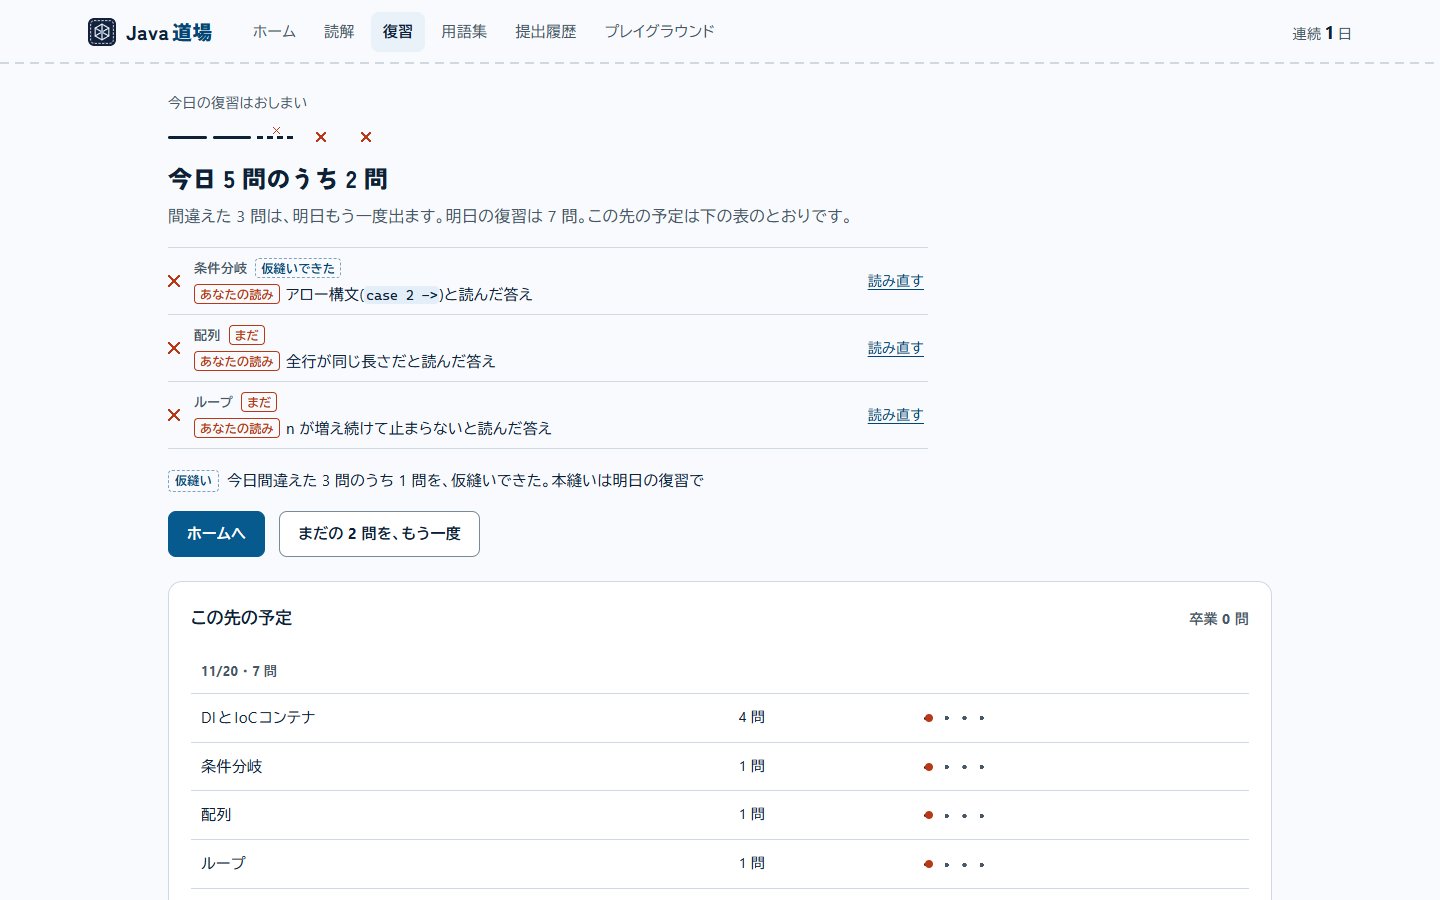 Java道場 ホーム 読解 復習 用語集 提出履歴 プレイグラウンド 連続 1 日
今日の復習はおしまい
今日 5 問のうち 2 問
間違えた 3 問は、明日もう一度出ます。明日の復習は 7 問。この先の予定は下の表のとおりです。
条件分岐 仮縫いできた
あなたの読み アロー構文(case 2 ->)と読んだ答え 読み直す
配列 まだ
あなたの読み 全行が同じ長さだと読んだ答え 読み直す
ループ まだ
あなたの読み n が増え続けて止まらないと読んだ答え 読み直す
仮縫い 今日間違えた 3 問のうち 1 問を、仮縫いできた。本縫いは明日の復習で
ホームへ まだの 2 問を、もう一度
この先の予定 卒業 0 問
11/20・7 問
DIとIoCコンテナ 4 問
条件分岐 1 問
配列 1 問
ループ 1 問